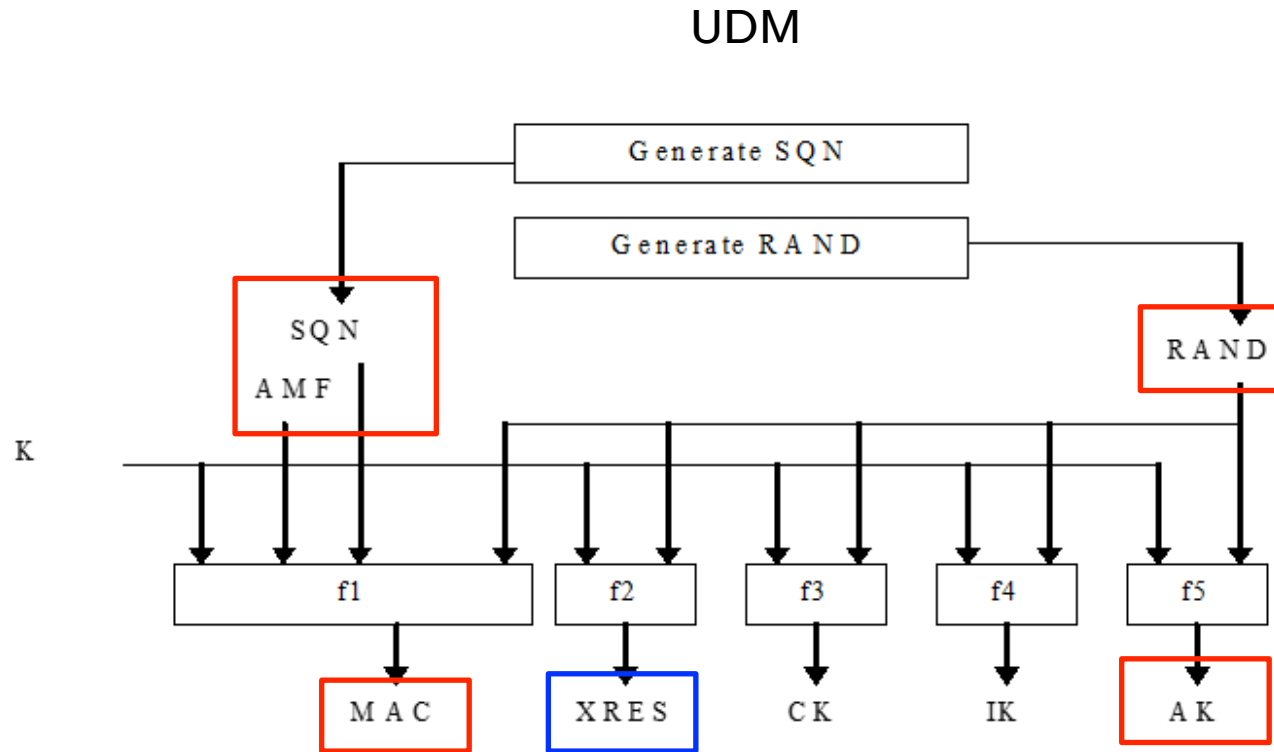 UDM
Generate SQN
Generate RAND
SQN
RAND
AMF
K
f1 f2 f3 f4 f5
MAC XRES CK IK AK